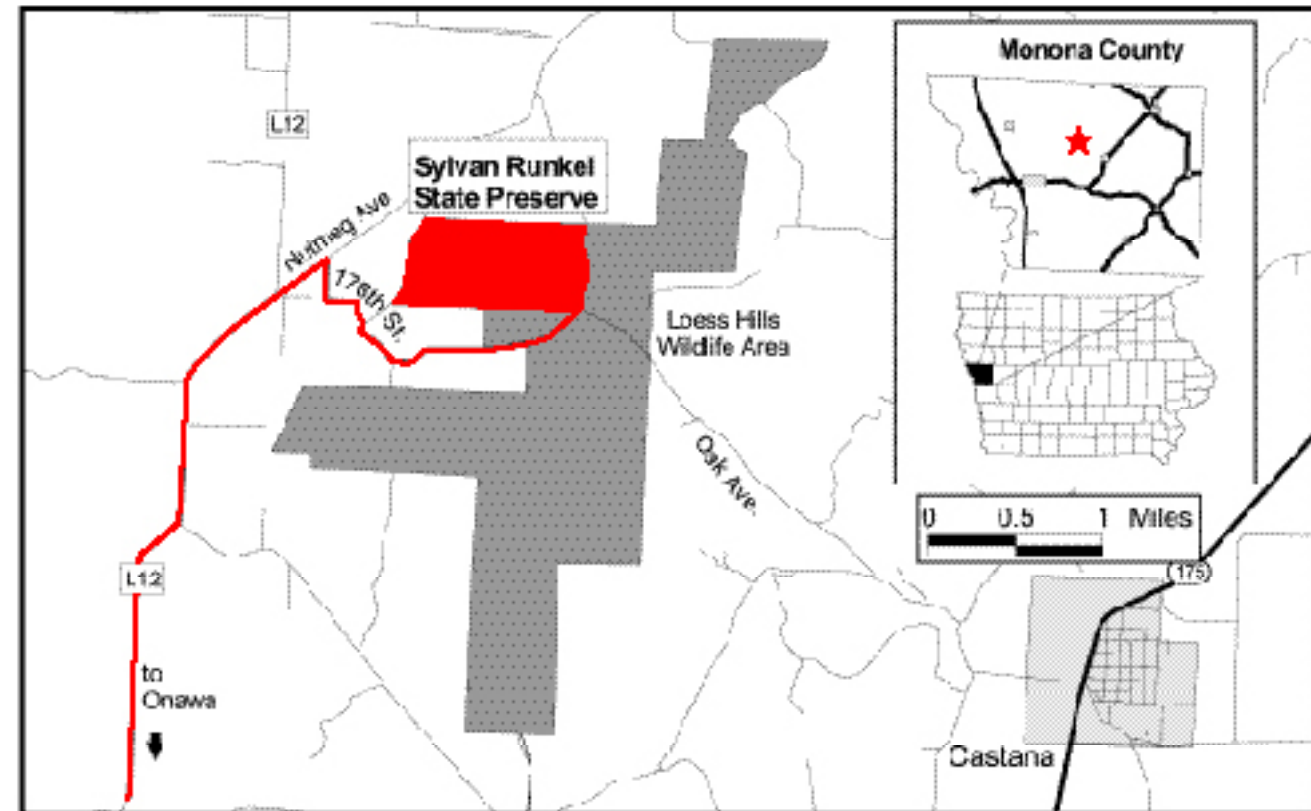 Monona County
L12
Sylvan Runkel
State Preserve
Nutmeg Ave
178th St.
Loess Hills
Wildlife Area
Oak Ave.
0 0.5 1 Miles
175
L12
to
Onawa
Castana